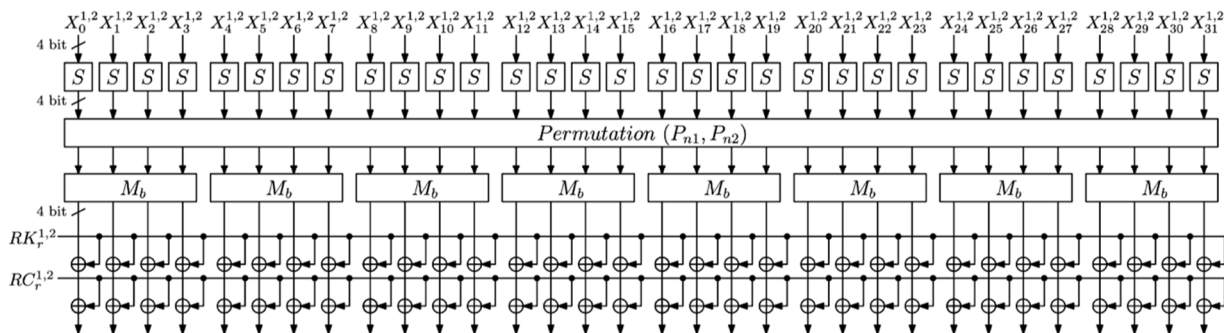 X_0^{1,2} X_1^{1,2} X_2^{1,2} X_3^{1,2} X_4^{1,2} X_5^{1,2} X_6^{1,2} X_7^{1,2} X_8^{1,2} X_9^{1,2} X_{10}^{1,2} X_{11}^{1,2} X_{12}^{1,2} X_{13}^{1,2} X_{14}^{1,2} X_{15}^{1,2} X_{16}^{1,2} X_{17}^{1,2} X_{18}^{1,2} X_{19}^{1,2} X_{20}^{1,2} X_{21}^{1,2} X_{22}^{1,2} X_{23}^{1,2} X_{24}^{1,2} X_{25}^{1,2} X_{26}^{1,2} X_{27}^{1,2} X_{28}^{1,2} X_{29}^{1,2} X_{30}^{1,2} X_{31}^{1,2}
4 bit
S S S S S S S S S S S S S S S S S S S S S S S S S S S S S S S S
4 bit
Permutation (P_{n1}, P_{n2})
M_b M_b M_b M_b M_b M_b M_b M_b
4 bit
RK_r^{1,2}
RC_r^{1,2}